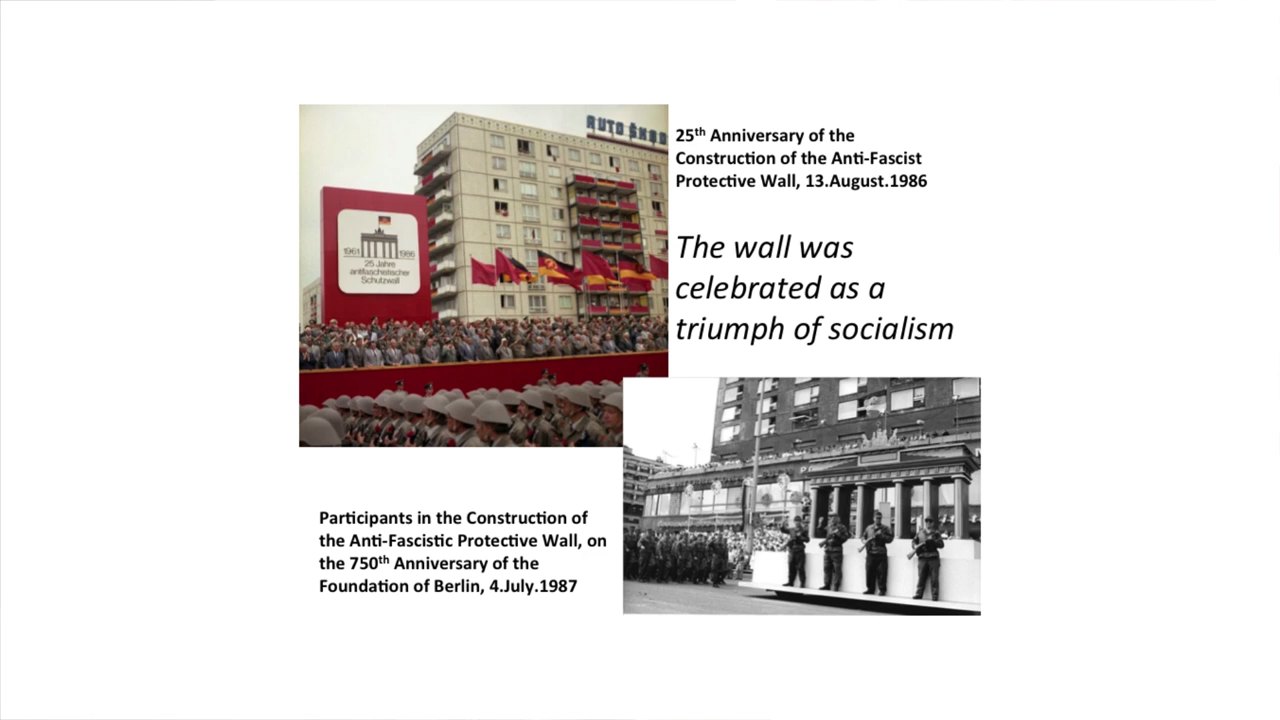 AUTO ŠKOD
1961 1986
25 Jahre
antifaschistischer
Schutzwall
25th Anniversary of the
Construction of the Anti-Fascist
Protective Wall, 13.August.1986
The wall was
celebrated as a
triumph of socialism
Participants in the Construction of
the Anti-Fascistic Protective Wall, on
the 750th Anniversary of the
Foundation of Berlin, 4.July.1987